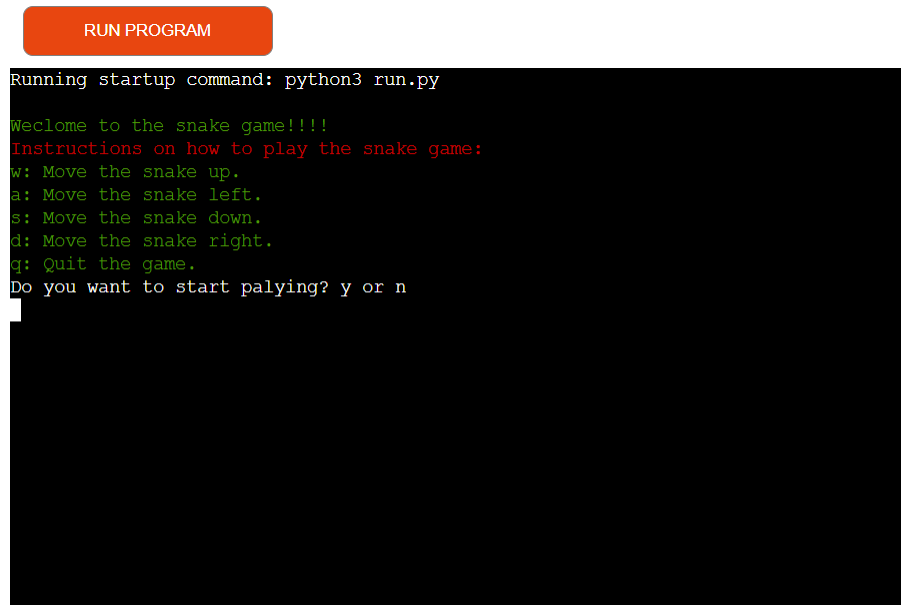 RUN PROGRAM
Running startup command: python3 run.py
Weclome to the snake game!!!!
Instructions on how to play the snake game:
w: Move the snake up.
a: Move the snake left.
s: Move the snake down.
d: Move the snake right.
q: Quit the game.
Do you want to start palying? y or n